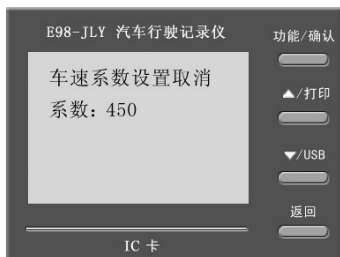 E98-JLY 汽车行驶记录仪
功能/确认
车速系数设置取消
系数: 450
▲/打印
▼/USB
返回
IC 卡